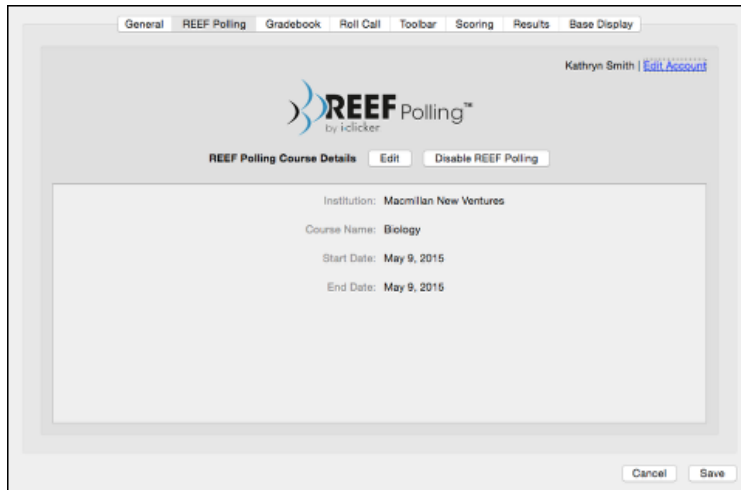 General REEF Polling Gradebook Roll Call Toolbar Scoring Results Base Display
Kathryn Smith | Edit Account
REEF Polling™
by i-clicker
REEF Polling Course Details Edit Disable REEF Polling
Institution: Macmillan New Ventures
Course Name: Biology
Start Date: May 9, 2015
End Date: May 9, 2015
Cancel Save